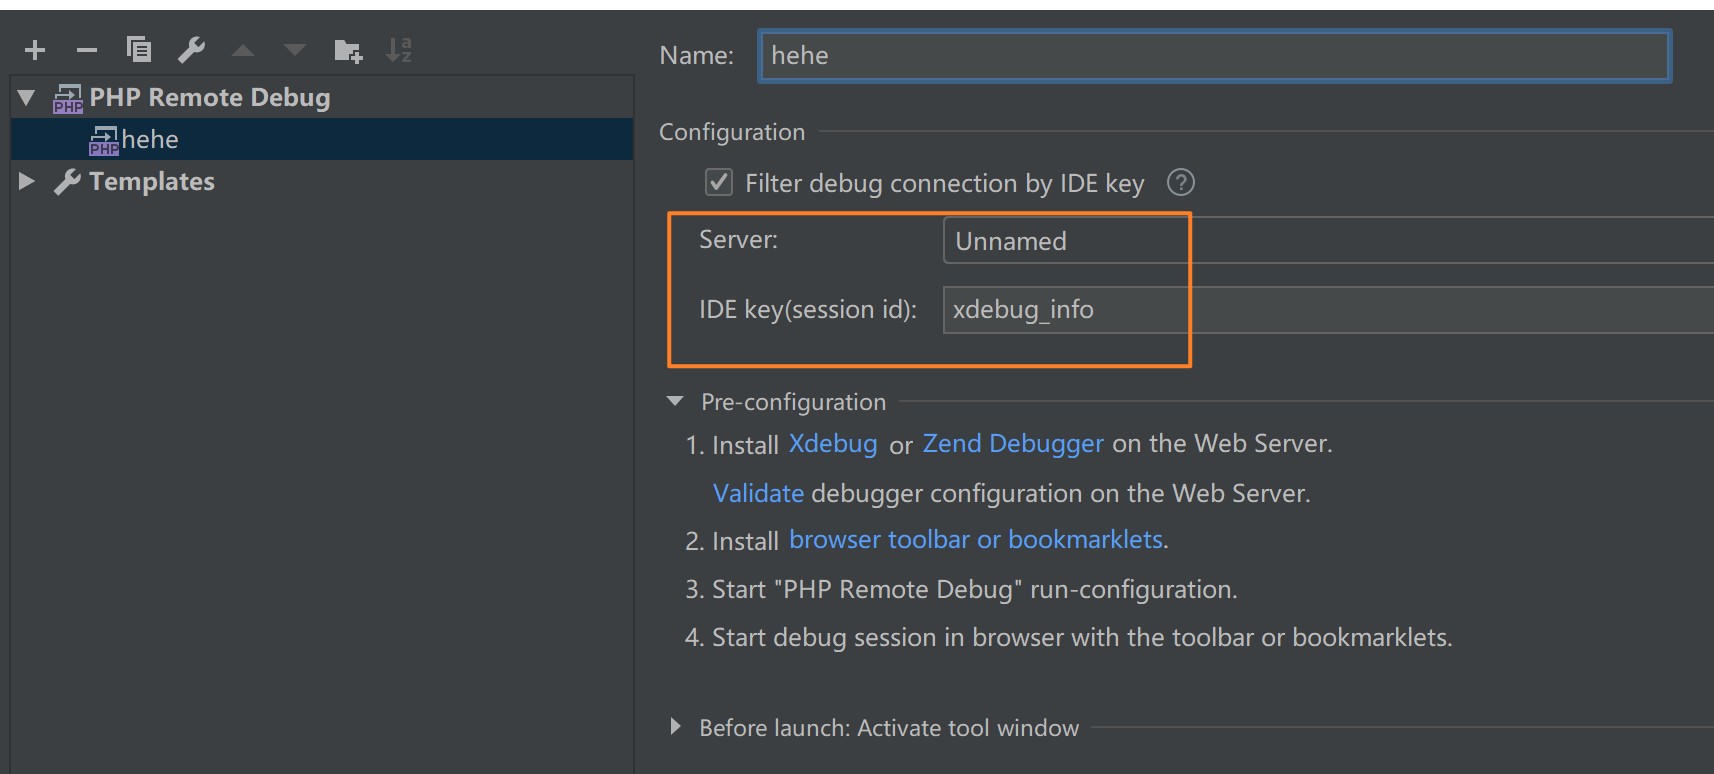 Name: hehe
PHP Remote Debug
hehe
Templates
Configuration
Filter debug connection by IDE key ?
Server: Unnamed
IDE key(session id): xdebug_info
Pre-configuration
1. Install Xdebug or Zend Debugger on the Web Server.
Validate debugger configuration on the Web Server.
2. Install browser toolbar or bookmarklets.
3. Start "PHP Remote Debug" run-configuration.
4. Start debug session in browser with the toolbar or bookmarklets.
Before launch: Activate tool window